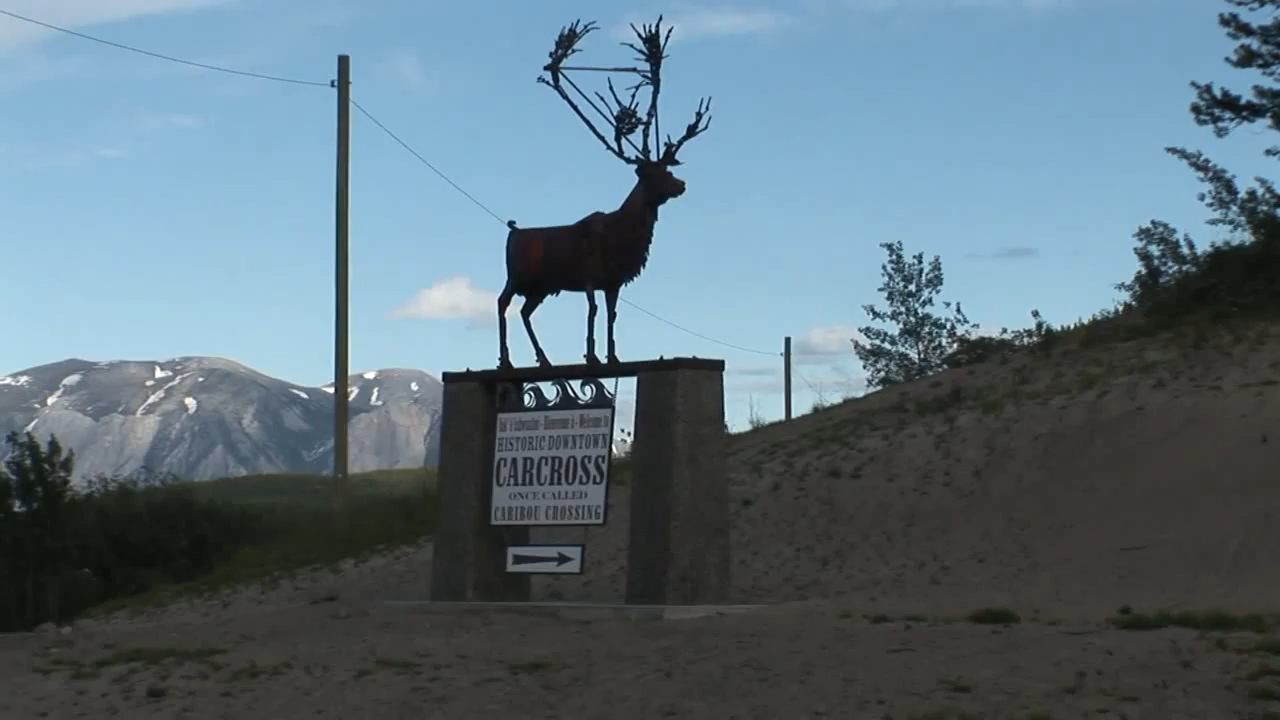 Bienvenue à - Welcome to
HISTORIC DOWNTOWN
CARCROSS
ONCE CALLED
CARIBOU CROSSING